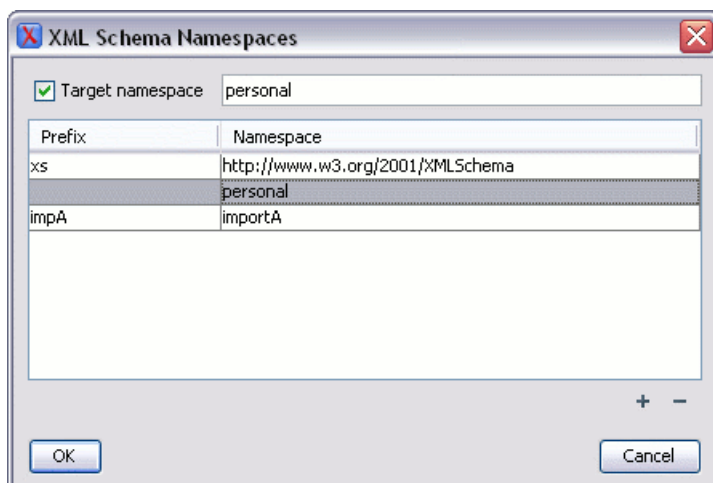 XML Schema Namespaces
Target namespace personal
Prefix Namespace
xs http://www.w3.org/2001/XMLSchema
personal
impA importA
+ −
OK Cancel